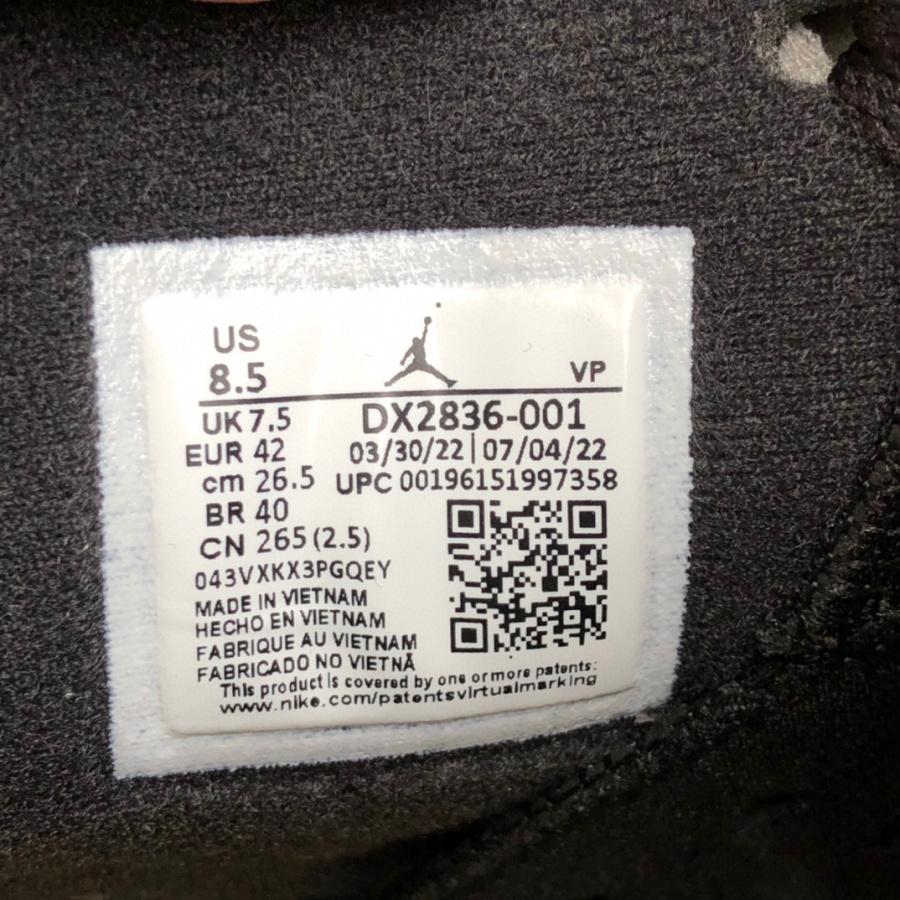 US
8.5
VP
UK 7.5
DX2836-001
EUR 42
03/30/22 | 07/04/22
cm 26.5
UPC 00196151997358
BR 40
CN 265 (2.5)
043VXKX3PGQEY
MADE IN VIETNAM
HECHO EN VIETNAM
FABRIQUE AU VIETNAM
FABRICADO NO VIETNÃ
This product is covered by one or more patents:
www.nike.com/patentsvirtualmarking